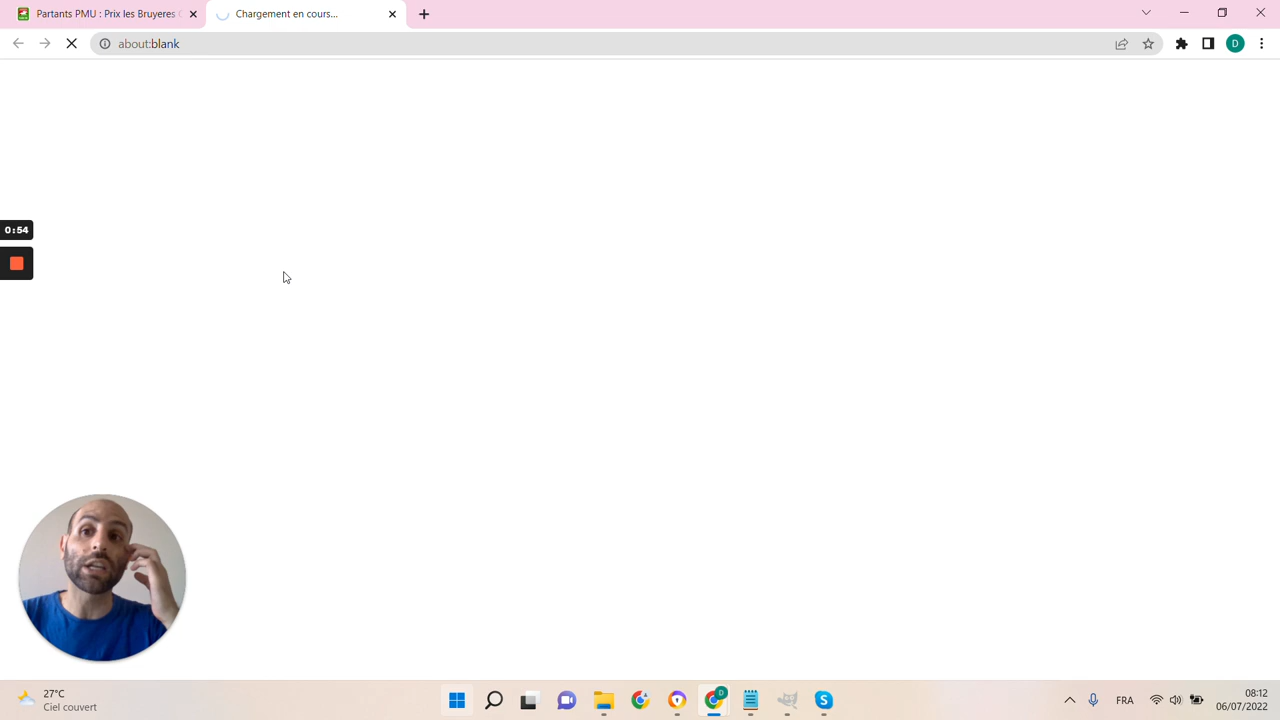 Partants PMU : Prix les Bruyeres
Chargement en cours...
about:blank
D
0:54
27°C
Ciel couvert
D
S
FRA
08:12
06/07/2022